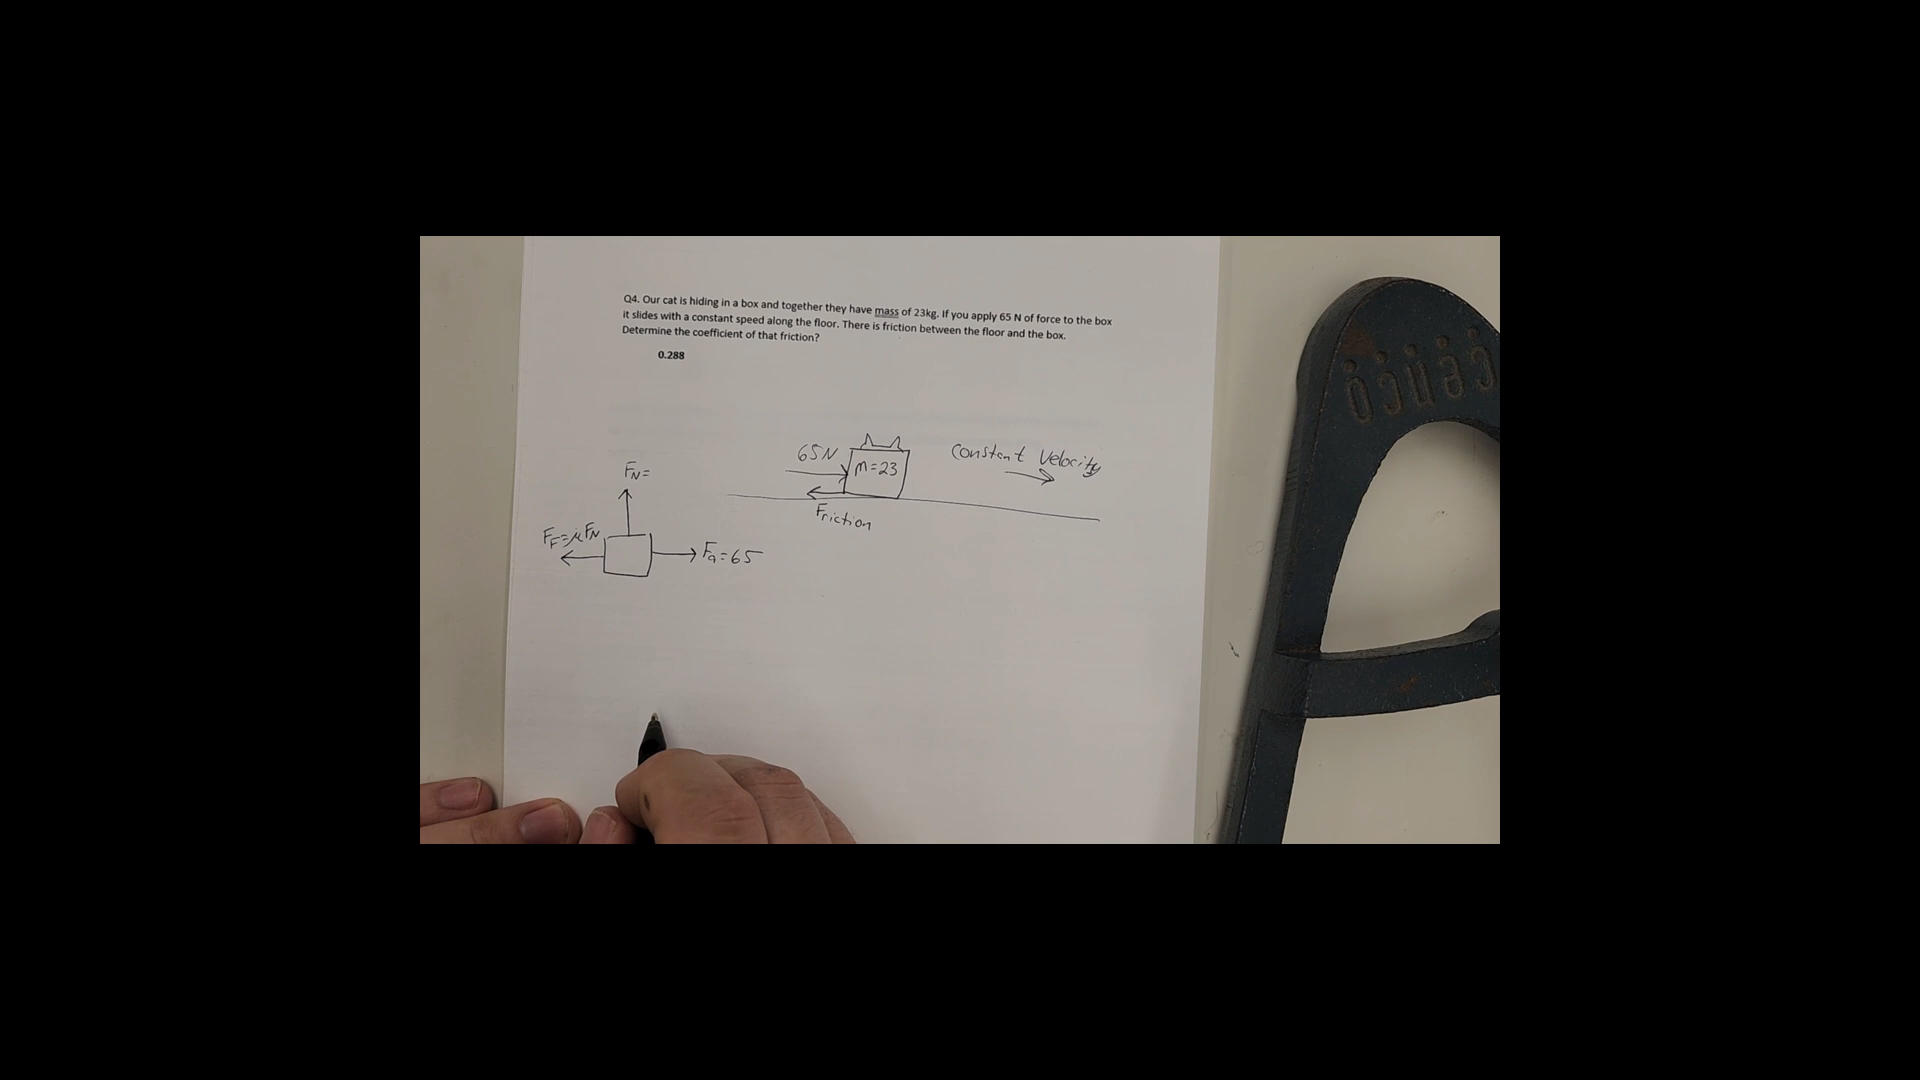 Q4. Our cat is hiding in a box and together they have mass of 23kg. If you apply 65 N of force to the box
it slides with a constant speed along the floor. There is friction between the floor and the box.
Determine the coefficient of that friction?
0.288
65N
m=23
Constant Velocity
Friction
FN=
FF=μFN
Fa=65